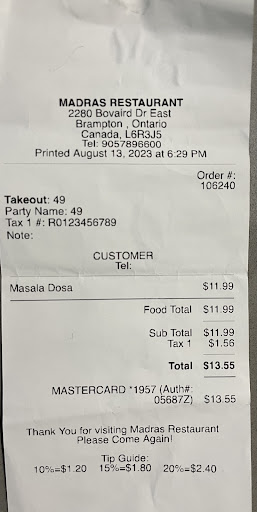 MADRAS RESTAURANT
2280 Bovaird Dr East
Brampton , Ontario
Canada, L6R3J5
Tel: 9057896600
Printed August 13, 2023 at 6:29 PM
Order #:
106240
Takeout: 49
Party Name: 49
Tax 1 #: R0123456789
Note:
CUSTOMER
Tel:
Masala Dosa $11.99
Food Total $11.99
Sub Total $11.99
Tax 1 $1.56
Total $13.55
MASTERCARD *1957 (Auth#:
05687Z) $13.55
Thank You for visiting Madras Restaurant
Please Come Again!
Tip Guide:
10%=$1.20 15%=$1.80 20%=$2.40